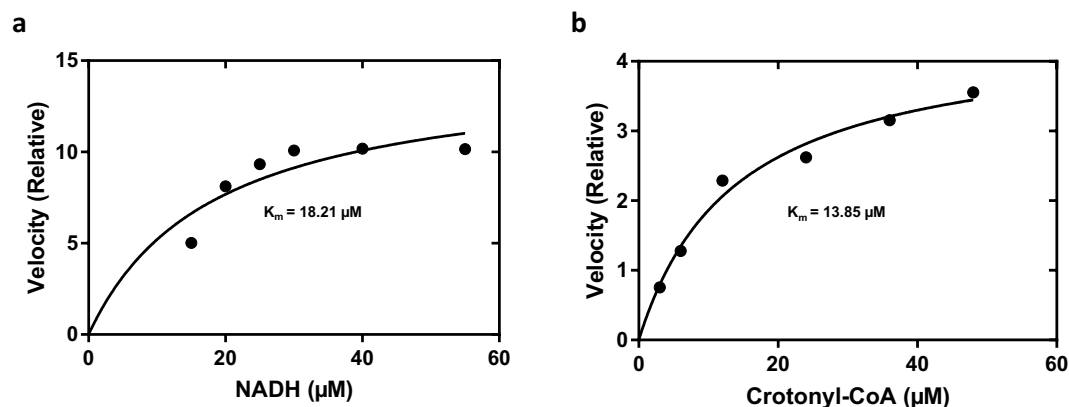 a
15
10
5
0
Velocity (Relative)
Km = 18.21 µM
0 20 40 60
NADH (µM)
b
4
3
2
1
0
Velocity (Relative)
Km = 13.85 µM
0 20 40 60
Crotonyl-CoA (µM)